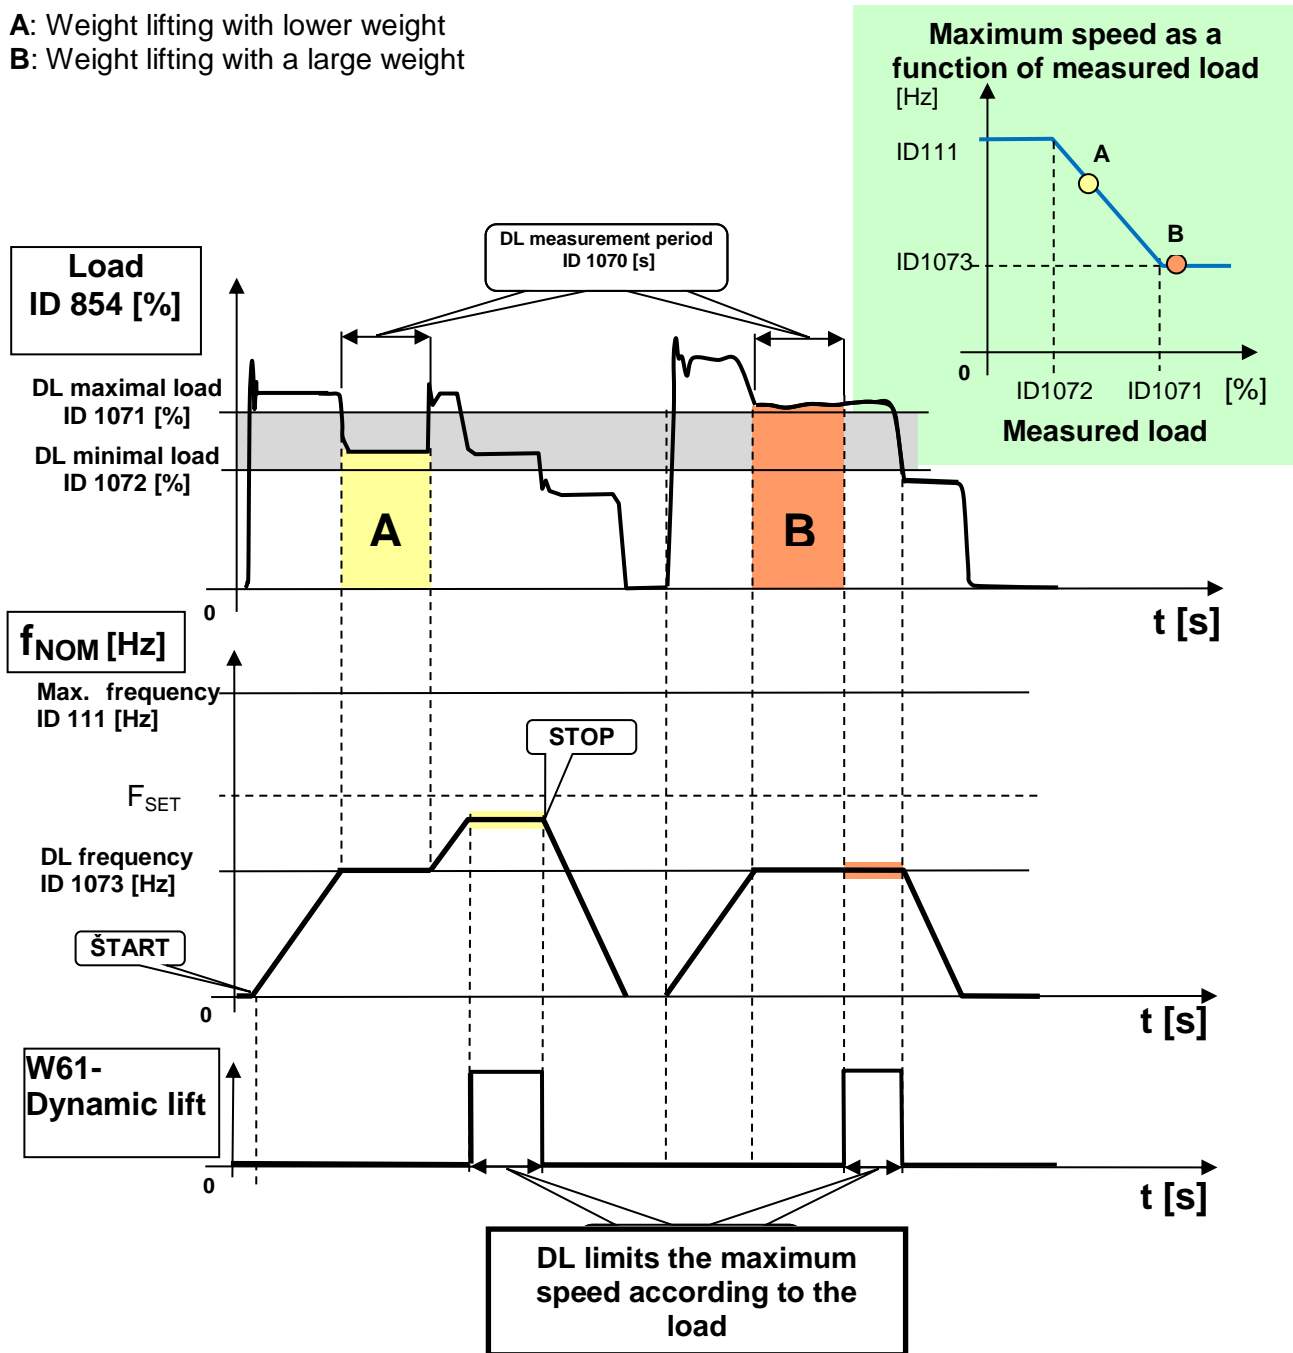 A: Weight lifting with lower weight
B: Weight lifting with a large weight
Maximum speed as a
function of measured load
[Hz]
ID111
A
B
ID1073
0
ID1072
ID1071
[%]
Measured load
DL measurement period
ID 1070 [s]
Load
ID 854 [%]
DL maximal load
ID 1071 [%]
DL minimal load
ID 1072 [%]
A
B
0
t [s]
fNOM [Hz]
Max. frequency
ID 111 [Hz]
STOP
FSET
DL frequency
ID 1073 [Hz]
ŠTART
0
t [s]
W61-
Dynamic lift
0
t [s]
DL limits the maximum
speed according to the
load